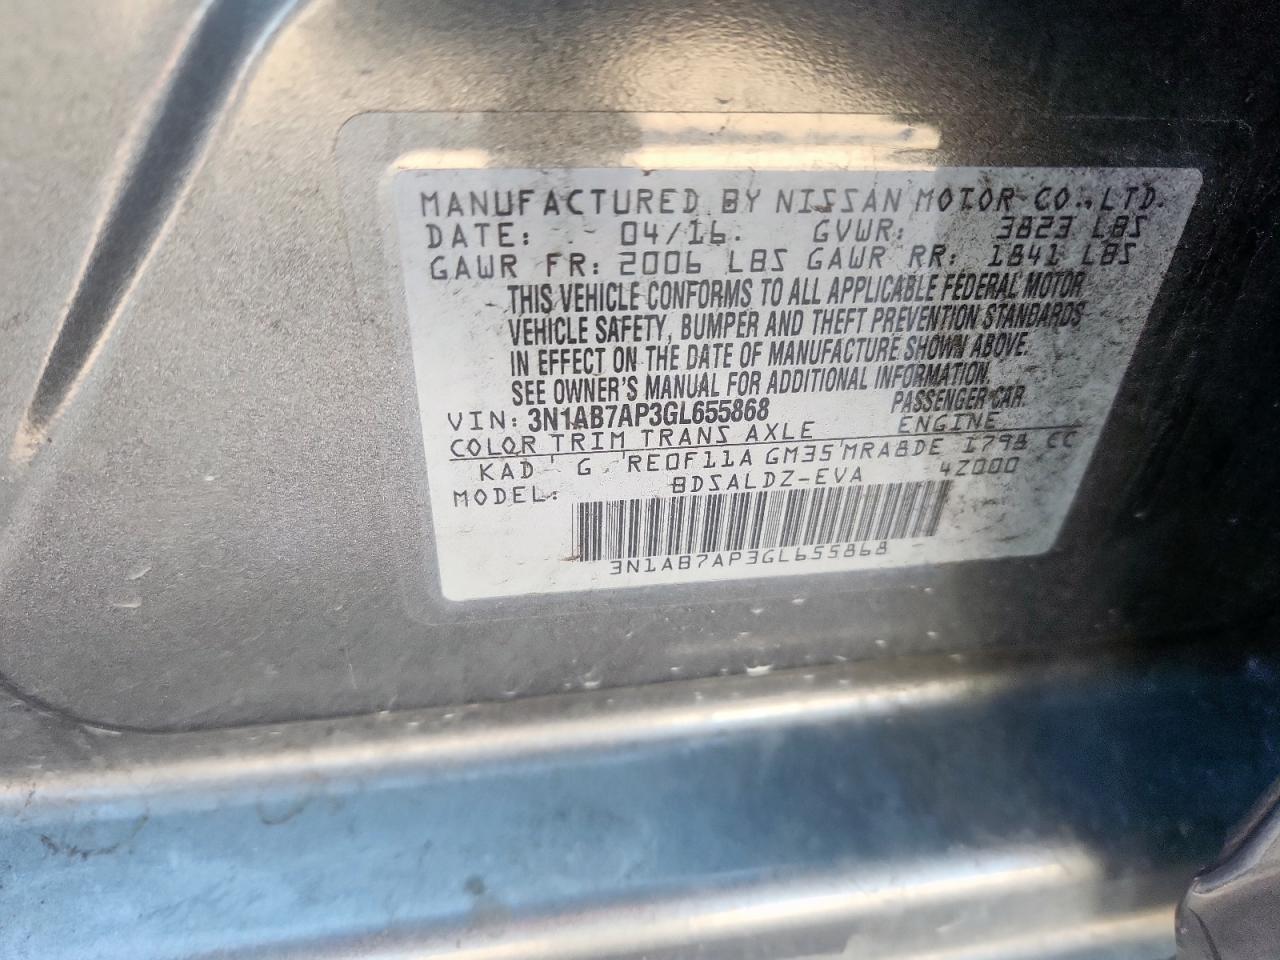 MANUFACTURED BY NISSAN MOTOR CO., LTD.
DATE: 04/16. GVWR: 3823 LBS
GAWR FR: 2006 LBS GAWR RR: 1841 LBS
THIS VEHICLE CONFORMS TO ALL APPLICABLE FEDERAL MOTOR
VEHICLE SAFETY, BUMPER AND THEFT PREVENTION STANDARDS
IN EFFECT ON THE DATE OF MANUFACTURE SHOWN ABOVE.
SEE OWNER'S MANUAL FOR ADDITIONAL INFORMATION.
VIN: 3N1AB7AP3GL655868 PASSENGER CAR
COLOR TRIM TRANS AXLE ENGINE
KAD G RE0F11A GM35 MRA8DE 1798 CC
MODEL: BDSALDZ-EVA 4Z000
3N1AB7AP3GL655868